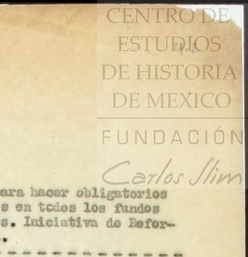 CENTRO DE
ESTUDIOS
DE HISTORIA
DE MEXICO
FUNDACIÓN
Carlos Slim
ara hacer obligatorios
s en todos los fundos
s. Iniciativa de Refor-